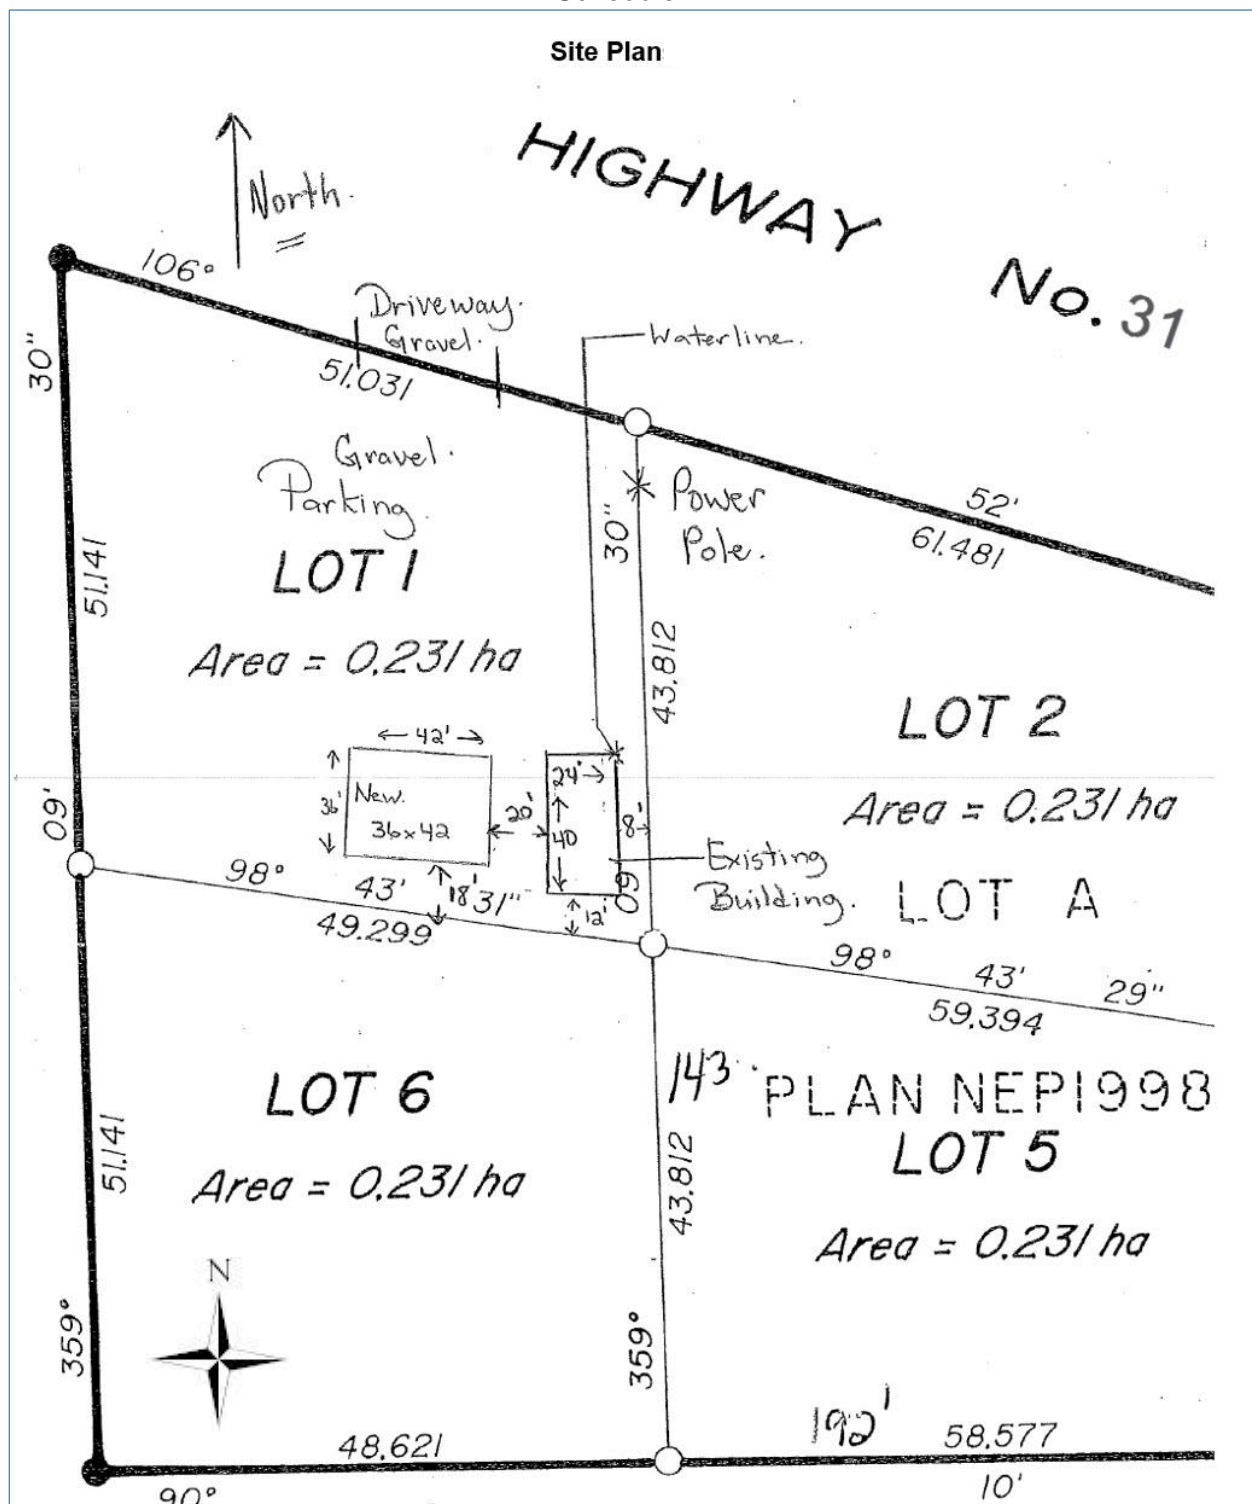 Site Plan
HIGHWAY No. 31
North.
106°
Driveway.
Gravel.
Waterline.
30"
51.031
Gravel.
Parking.
Power
Pole.
30"
52'
61.481
LOT 1
51.141
Area = 0.231 ha
43.812
LOT 2
42'
24'
36'
New.
36x42
20'
40
8'
Area = 0.231 ha
09'
Existing
Building.
LOT A
98°
43'
18'
31"
09
12'
49.299
98°
43'
29"
59.394
143
PLAN NEP1998
LOT 6
LOT 5
51.141
43.812
Area = 0.231 ha
Area = 0.231 ha
N
359°
359°
192'
48.621
58.577
90°
10'